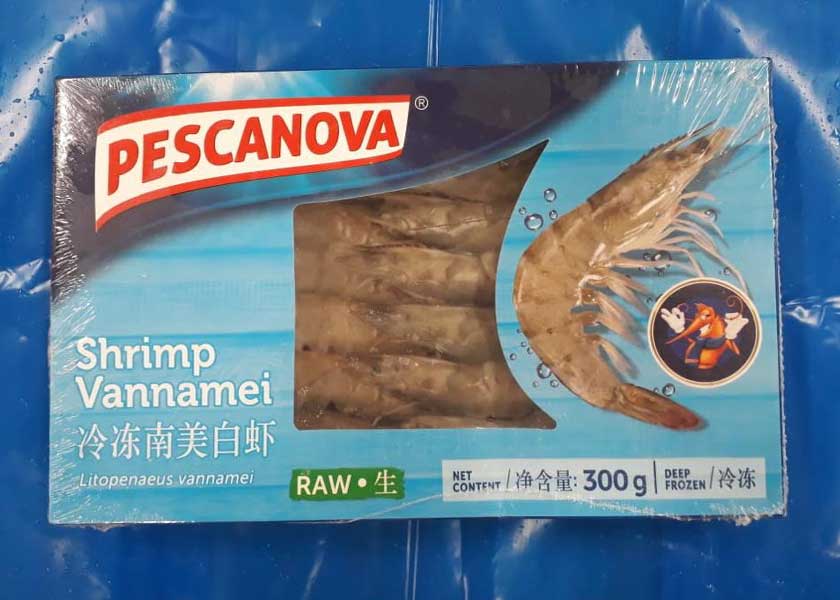 PESCANOVA®
Shrimp
Vannamei
冷冻南美白虾
Litopenaeus vannamei
RAW • 生
NET CONTENT / 净含量: 300g | DEEP FROZEN / 冷冻